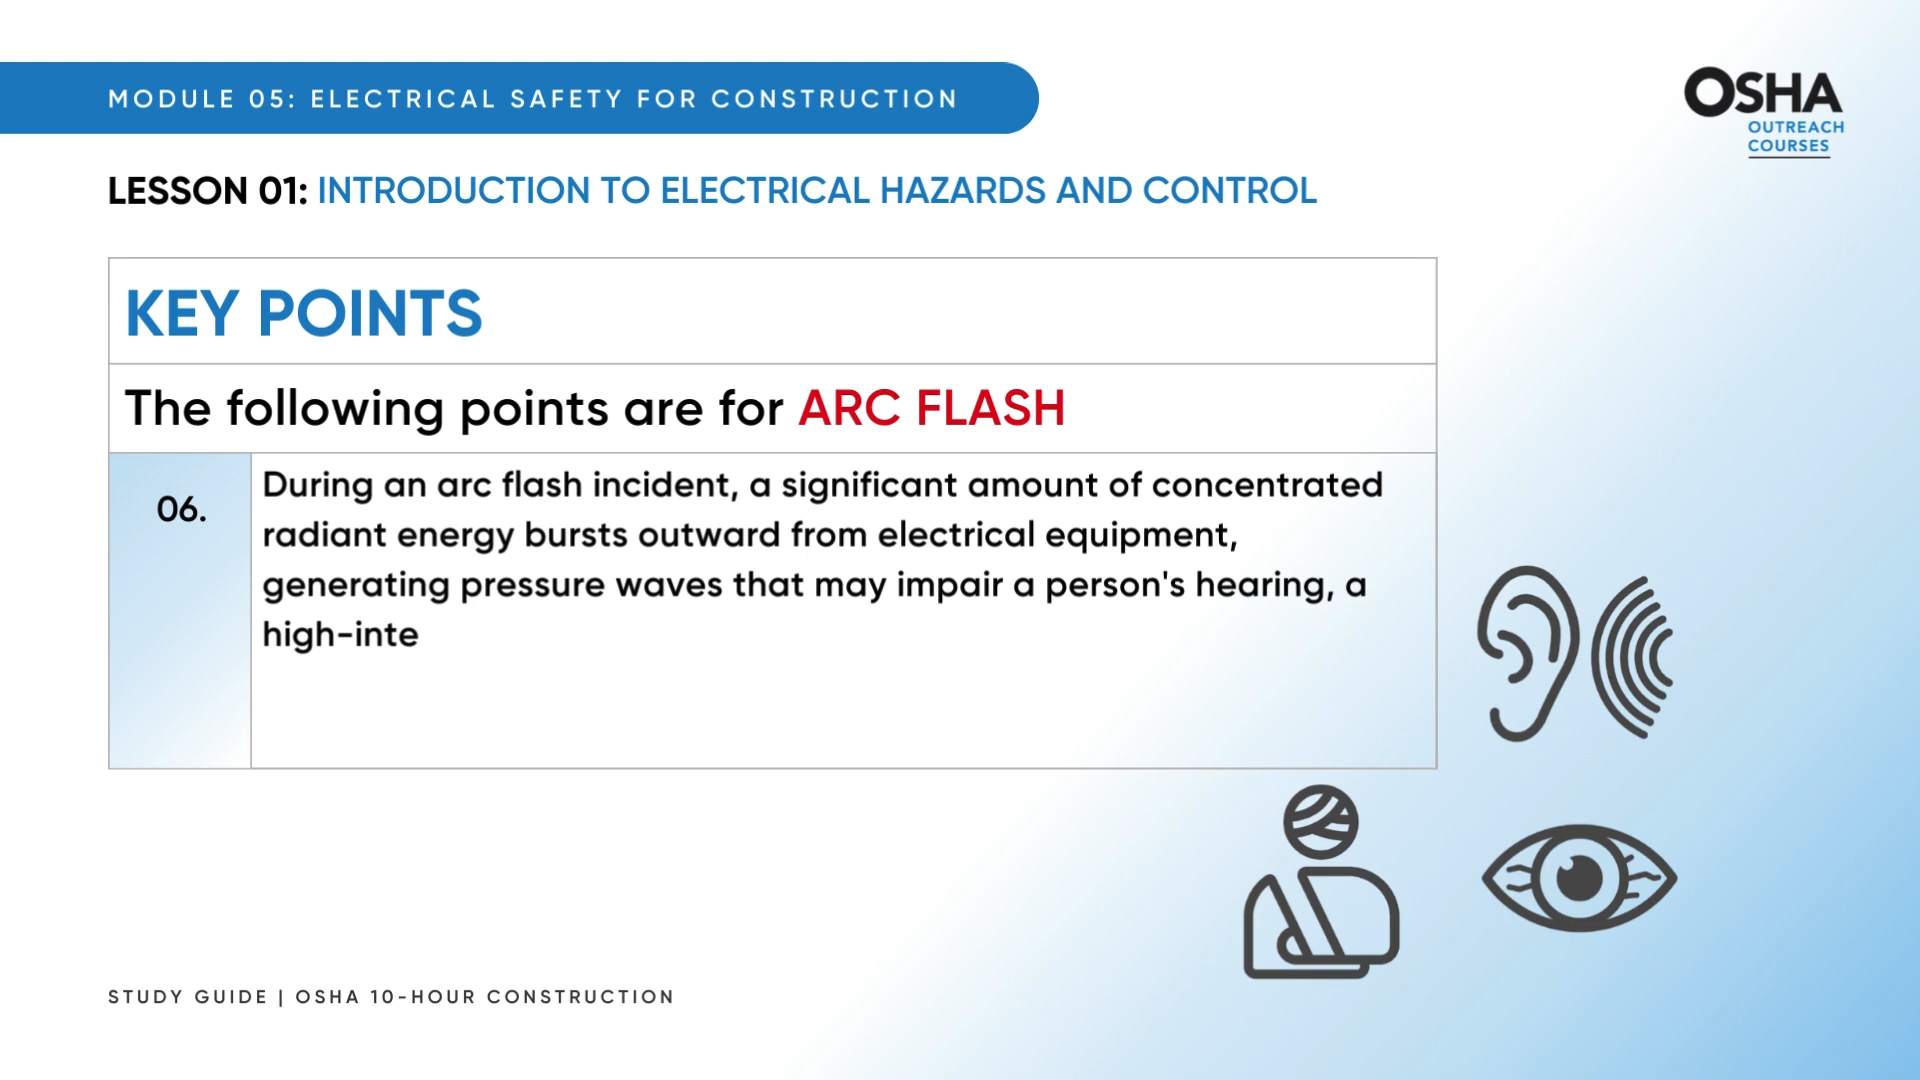 MODULE 05: ELECTRICAL SAFETY FOR CONSTRUCTION
OSHA
OUTREACH
COURSES
LESSON 01: INTRODUCTION TO ELECTRICAL HAZARDS AND CONTROL
KEY POINTS
The following points are for ARC FLASH
06.
During an arc flash incident, a significant amount of concentrated
radiant energy bursts outward from electrical equipment,
generating pressure waves that may impair a person's hearing, a
high-inte
STUDY GUIDE | OSHA 10-HOUR CONSTRUCTION